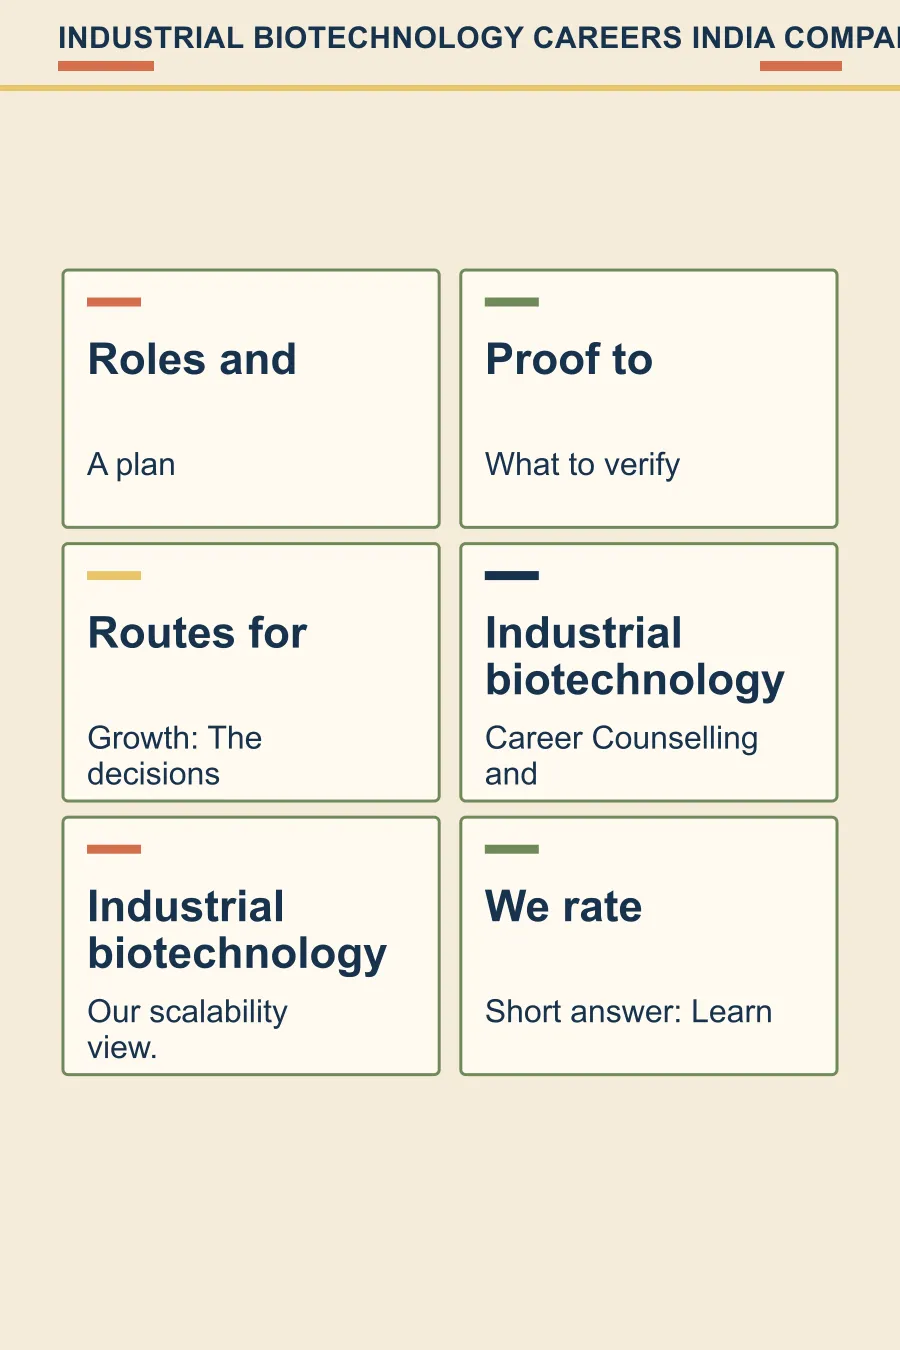 INDUSTRIAL BIOTECHNOLOGY CAREERS INDIA COMPA
Roles and
A plan
Proof to
What to verify
Routes for
Growth: The
decisions
Industrial
biotechnology
Career Counselling
and
Industrial
biotechnology
Our scalability
view.
We rate
Short answer: Learn